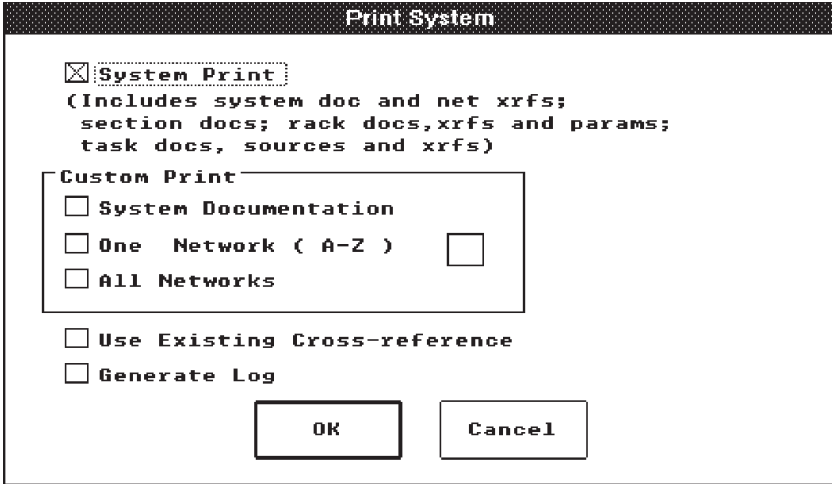 Print System
System Print
(Includes system doc and net xrfs;
section docs; rack docs,xrfs and params;
task docs, sources and xrfs)
Custom Print
System Documentation
One Network ( A-Z )
All Networks
Use Existing Cross-reference
Generate Log
OK Cancel